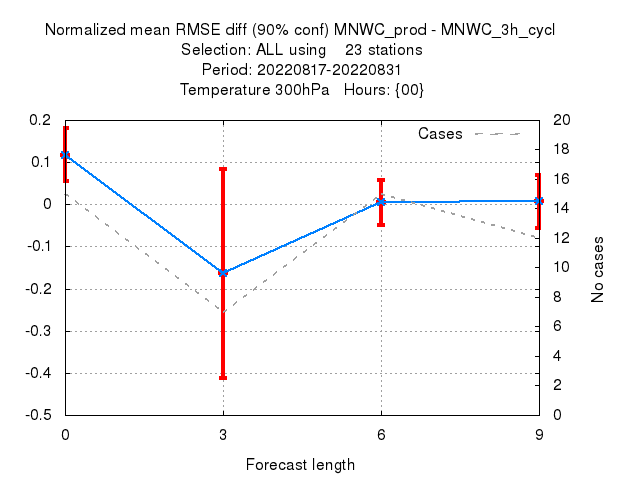 Normalized mean RMSE diff (90% conf) MNWC_prod - MNWC_3h_cycl
Selection: ALL using    23 stations
Period: 20220817-20220831
Temperature 300hPa   Hours: {00}
Cases
0.2
0.1
0
-0.1
-0.2
-0.3
-0.4
-0.5
20
18
16
14
12
10
8
6
4
2
0
No cases
0 3 6 9
Forecast length